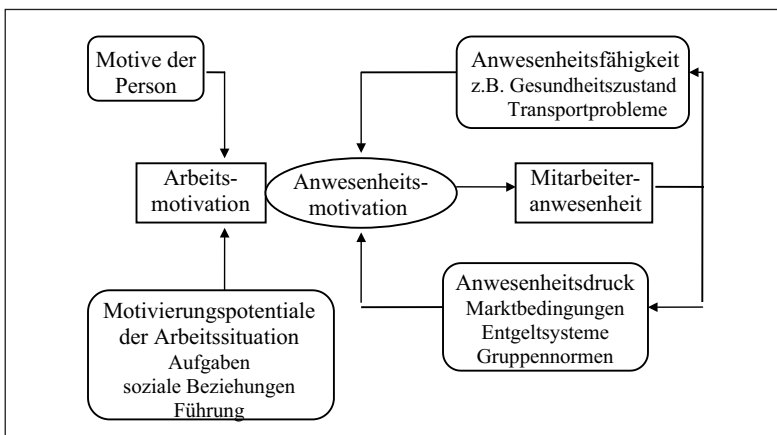 Motive der
Person
Anwesenheitsfähigkeit
z.B. Gesundheitszustand
Transportprobleme
Arbeits-
motivation
Anwesenheits-
motivation
Mitarbeiter-
anwesenheit
Motivierungspotentiale
der Arbeitssituation
Aufgaben
soziale Beziehungen
Führung
Anwesenheitsdruck
Marktbedingungen
Entgeltsysteme
Gruppennormen